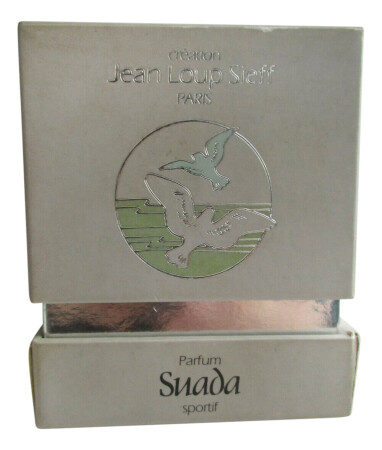 création
Jean Loup Sieff
PARIS
Parfum
Suada
sportif